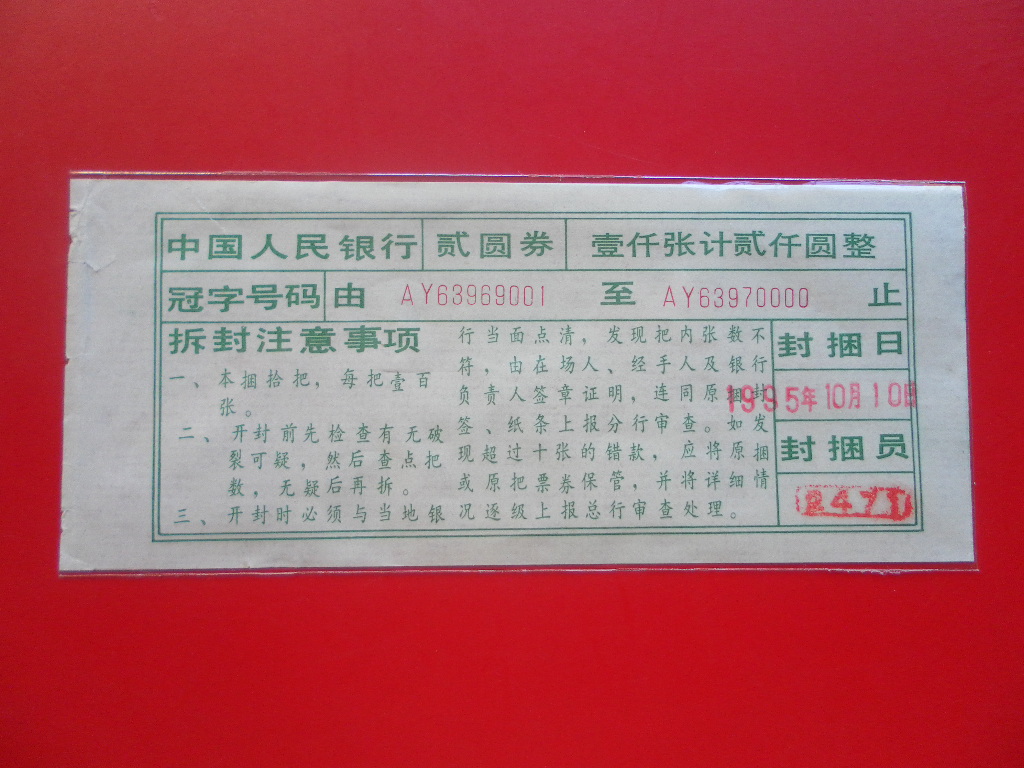 中国人民银行 贰圆券 壹仟张计贰仟圆整
冠字号码 由 AY63969001 至 AY63970000 止
拆封注意事项
一、本捆拾把，每把壹百
张。
二、开封前先检查有无破
裂可疑，然后查点把
数，无疑后再拆。
三、开封时必须与当地银
行当面点清，发现把内张数不
符，由在场人、经手人及银行
负责人签章证明，连同原捆封
签、纸条上报分行审查。如发
现超过十张的错款，应将原捆
或原把票券保管，并将详细情
况逐级上报总行审查处理。
封捆日
1995年10月10日
封捆员